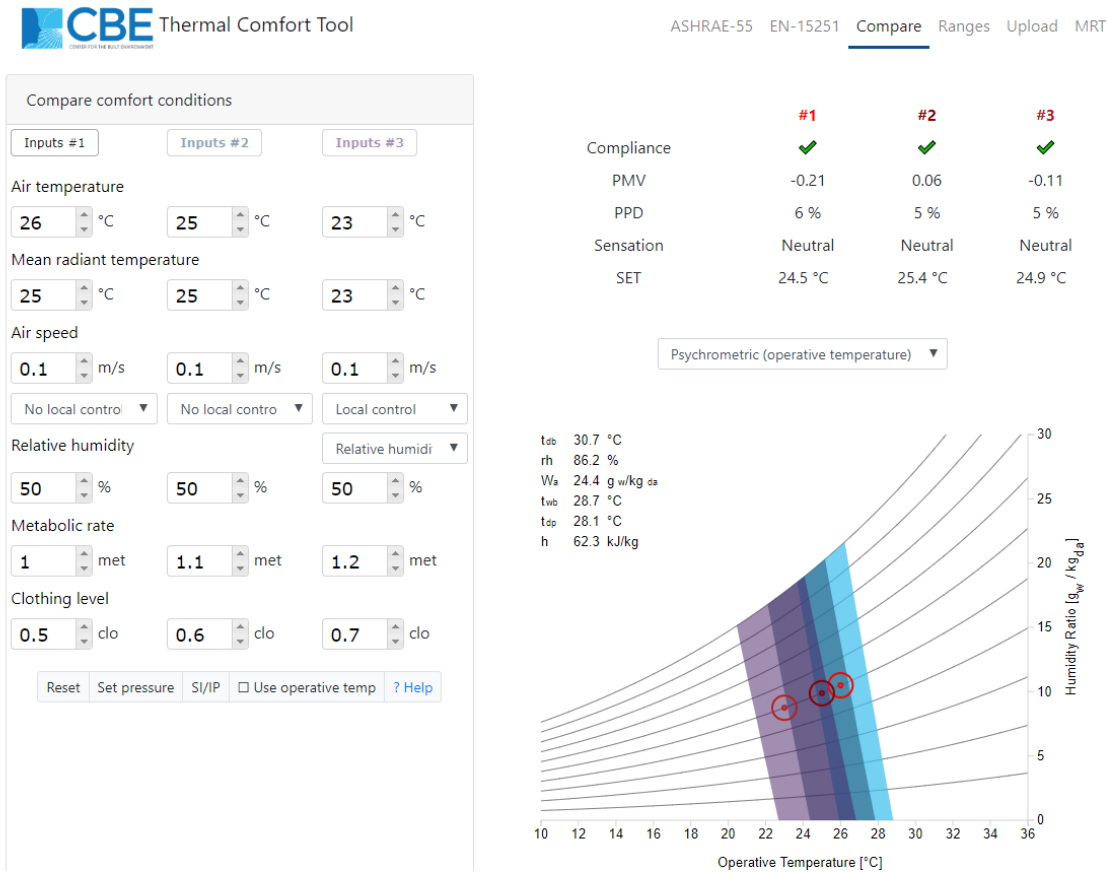 CBE Thermal Comfort Tool
CENTER FOR THE BUILT ENVIRONMENT
ASHRAE-55 EN-15251 Compare Ranges Upload MRT
Compare comfort conditions
Inputs #1 Inputs #2 Inputs #3
Air temperature
26 °C 25 °C 23 °C
Mean radiant temperature
25 °C 25 °C 23 °C
Air speed
0.1 m/s 0.1 m/s 0.1 m/s
No local control No local contro Local control
Relative humidity Relative humidi
50 % 50 % 50 %
Metabolic rate
1 met 1.1 met 1.2 met
Clothing level
0.5 clo 0.6 clo 0.7 clo
Reset Set pressure SI/IP Use operative temp ? Help
#1 #2 #3
Compliance
PMV -0.21 0.06 -0.11
PPD 6 % 5 % 5 %
Sensation Neutral Neutral Neutral
SET 24.5 °C 25.4 °C 24.9 °C
Psychrometric (operative temperature)
tdb 30.7 °C
rh 86.2 %
Wa 24.4 g w/kg da
twb 28.7 °C
tdp 28.1 °C
h 62.3 kJ/kg
30
25
20
15
10
5
0
Humidity Ratio [gw / kgda]
10 12 14 16 18 20 22 24 26 28 30 32 34 36
Operative Temperature [°C]